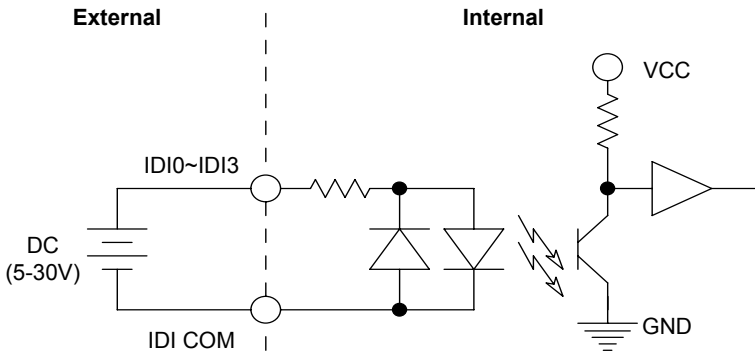 External
Internal
VCC
IDI0~IDI3
DC
(5-30V)
IDI COM
GND